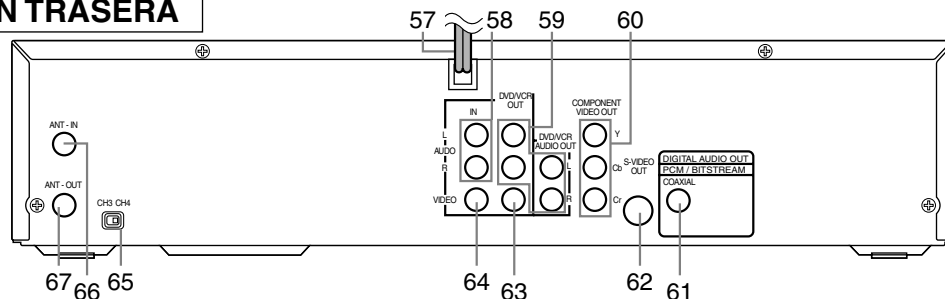 N TRASERA
57 58 59 60
ANT - IN
ANT - OUT
CH3 CH4
IN
DVD/VCR
OUT
L
AUDO
R
VIDEO
DVD/VCR
AUDIO OUT
L
R
COMPONENT
VIDEO OUT
Y
Cb
Cr
S-VIDEO
OUT
DIGITAL AUDIO OUT
PCM / BITSTREAM
COAXIAL
67 66 65 64 63 62 61